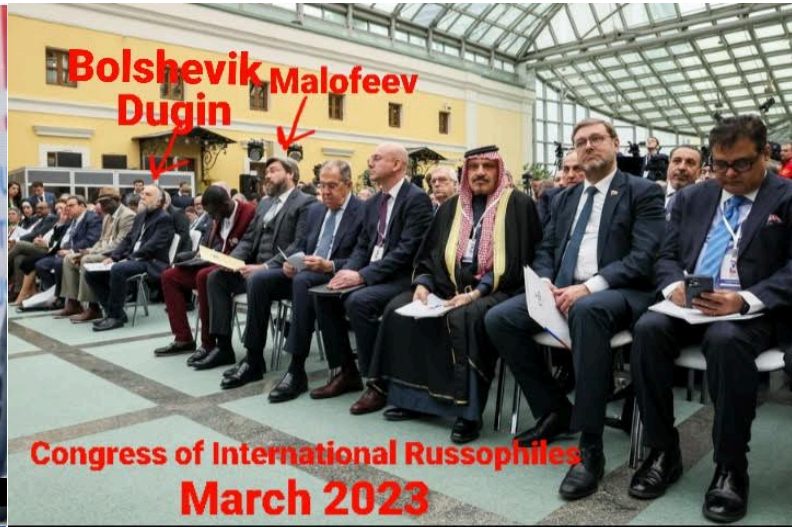 Bolshevik
Dugin
Malofeev
Congress of International Russophiles
March 2023